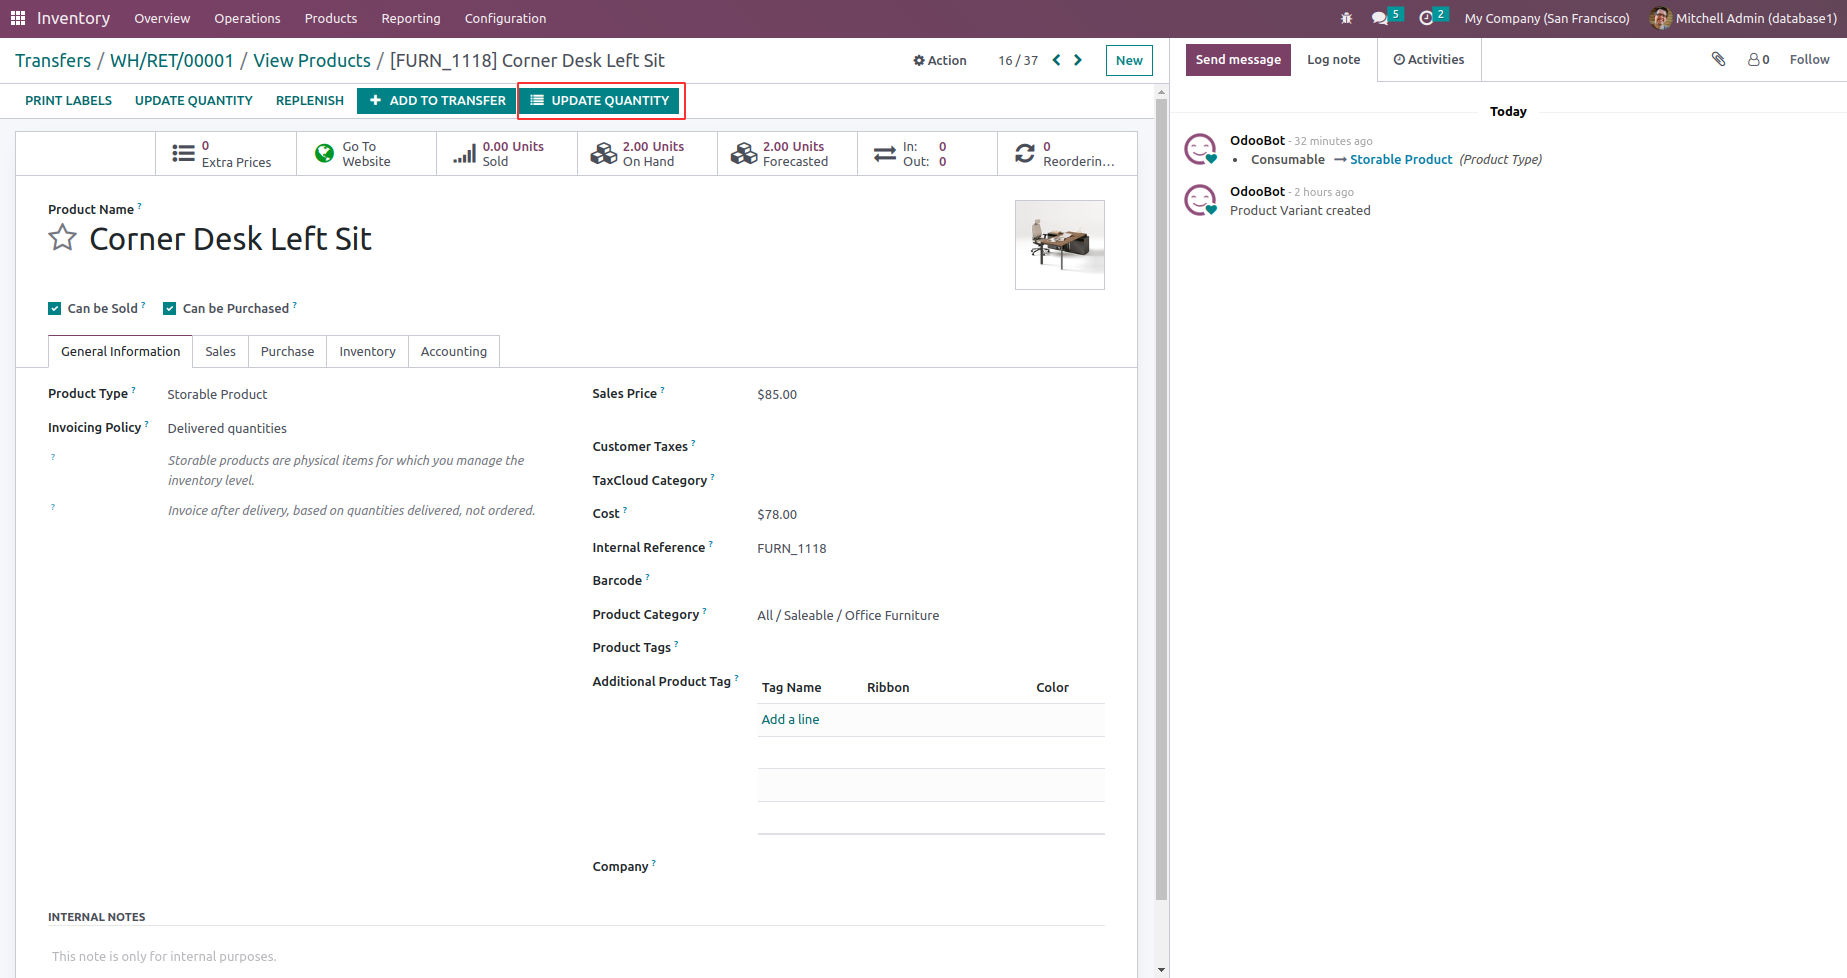 Inventory Overview Operations Products Reporting Configuration 5 2 My Company (San Francisco) Mitchell Admin (database1)
Transfers / WH/RET/00001 / View Products / [FURN_1118] Corner Desk Left Sit Action 16 / 37 New
Send message Log note Activities 0 Follow
PRINT LABELS UPDATE QUANTITY REPLENISH ADD TO TRANSFER UPDATE QUANTITY
0 Extra Prices
Go To Website
0.00 Units Sold
2.00 Units On Hand
2.00 Units Forecasted
In: 0
Out: 0
0 Reorderin...
Product Name ?
Corner Desk Left Sit
Can be Sold ? Can be Purchased ?
General Information Sales Purchase Inventory Accounting
Product Type ? Storable Product
Invoicing Policy ? Delivered quantities
? Storable products are physical items for which you manage the
inventory level.
? Invoice after delivery, based on quantities delivered, not ordered.
Sales Price ? $85.00
Customer Taxes ?
TaxCloud Category ?
Cost ? $78.00
Internal Reference ? FURN_1118
Barcode ?
Product Category ? All / Saleable / Office Furniture
Product Tags ?
Additional Product Tag ?
Tag Name Ribbon Color
Add a line
Company ?
INTERNAL NOTES
This note is only for internal purposes.
Today
OdooBot - 32 minutes ago
• Consumable → Storable Product (Product Type)
OdooBot - 2 hours ago
Product Variant created